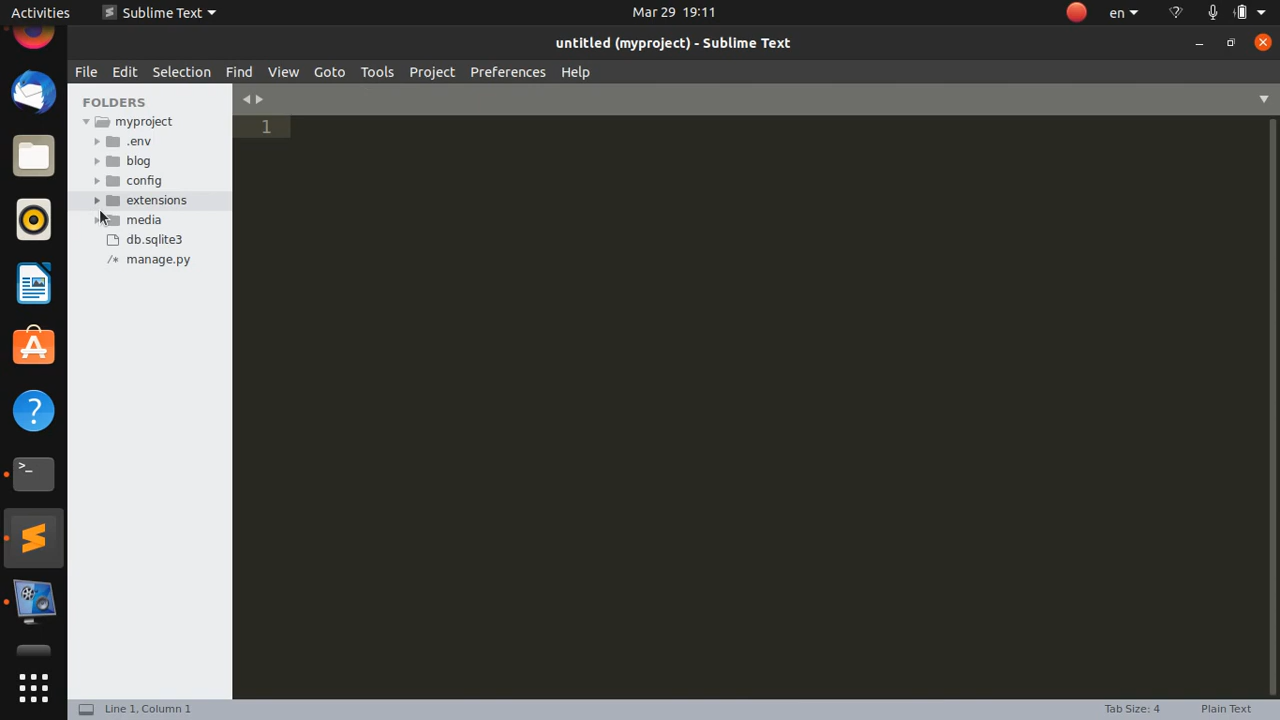 Activities Sublime Text Mar 29 19:11 en
untitled (myproject) - Sublime Text
File Edit Selection Find View Goto Tools Project Preferences Help
FOLDERS
myproject
1
.env
blog
config
extensions
media
db.sqlite3
/* manage.py
Line 1, Column 1 Tab Size: 4 Plain Text